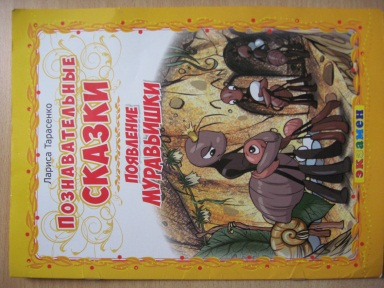 Лариса Тарасенко
Познавательные
СКАЗКИ
ПОЯВЛЕНИЕ
МУРАВЬИШКИ
экзамен